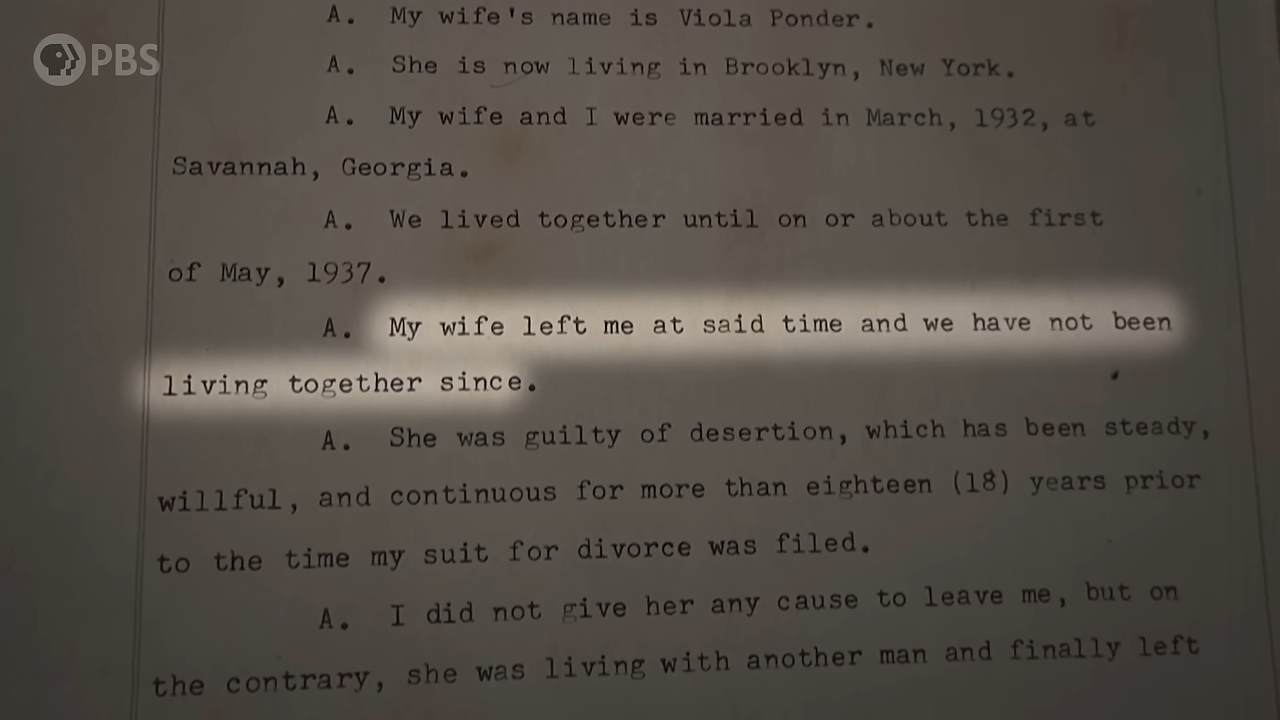 PBS
A. My wife's name is Viola Ponder.
A. She is now living in Brooklyn, New York.
A. My wife and I were married in March, 1932, at
Savannah, Georgia.
A. We lived together until on or about the first
of May, 1937.
A. My wife left me at said time and we have not been
living together since.
A. She was guilty of desertion, which has been steady,
willful, and continuous for more than eighteen (18) years prior
to the time my suit for divorce was filed.
A. I did not give her any cause to leave me, but on
the contrary, she was living with another man and finally left